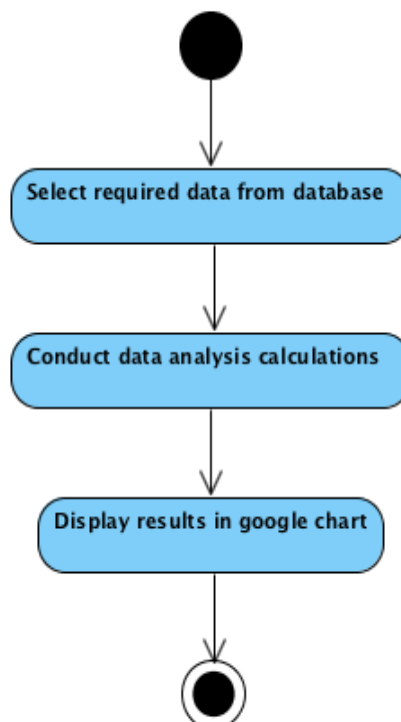 Select required data from database
Conduct data analysis calculations
Display results in google chart